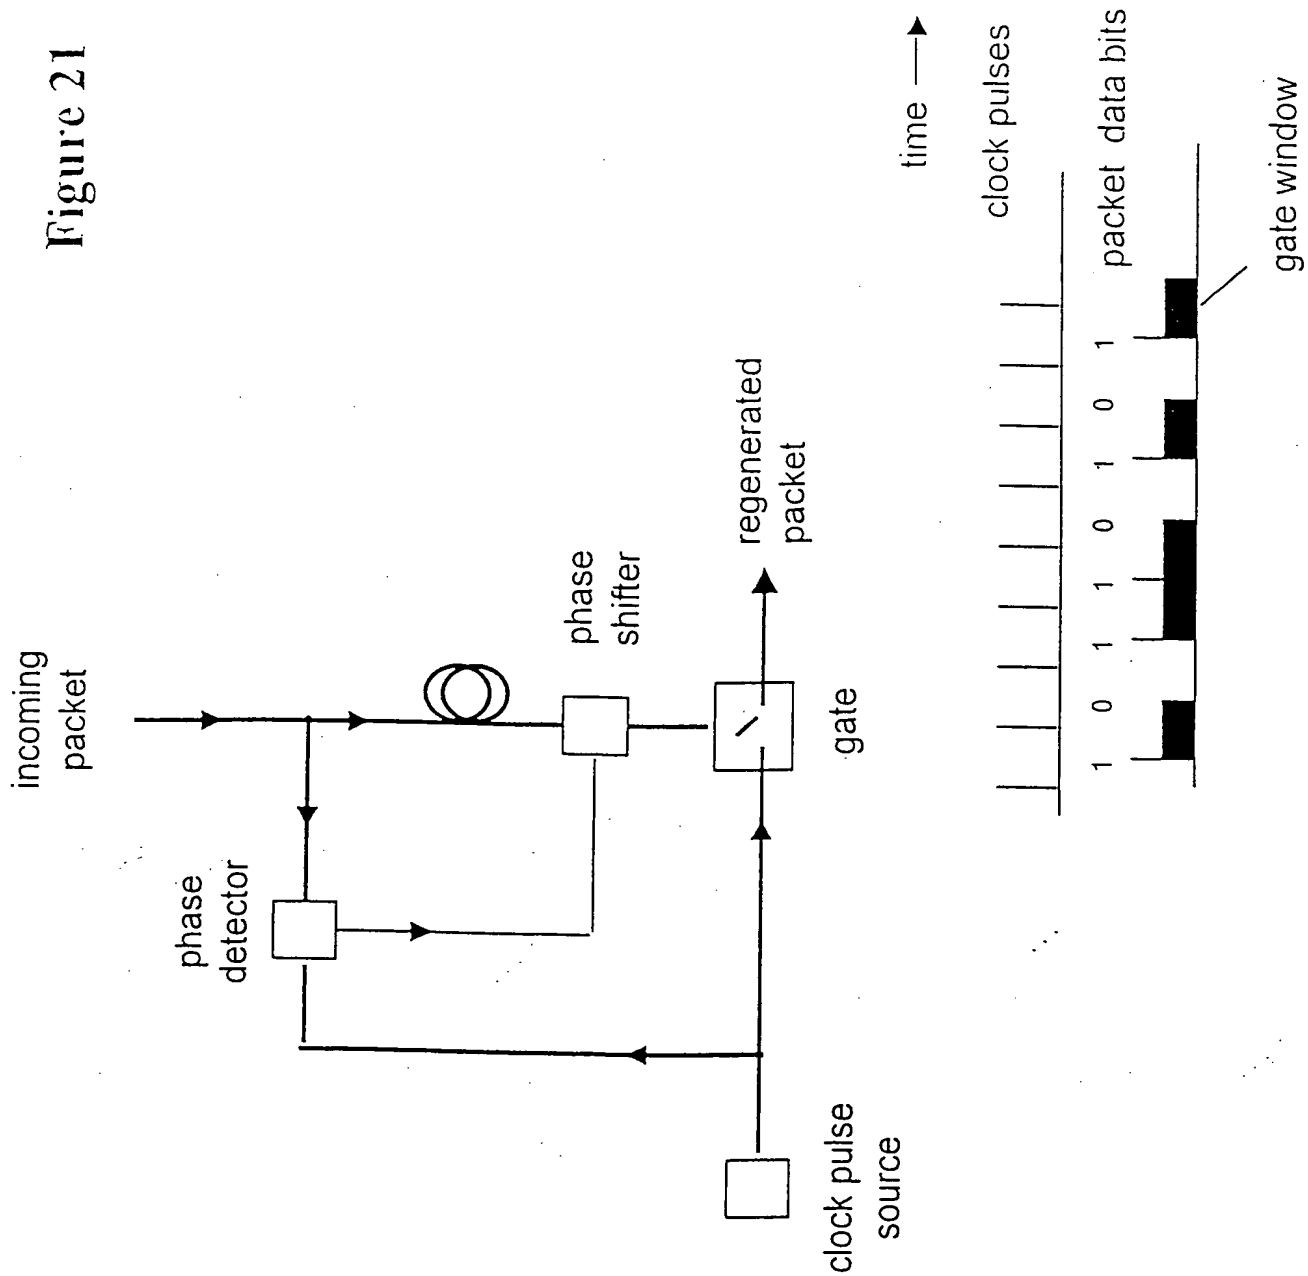 Figure 21
incoming
packet
phase
detector
phase
shifter
regenerated
packet
gate
clock pulse
source
time
clock pulses
1 0 1 1 0 1 0 1
packet data bits
gate window